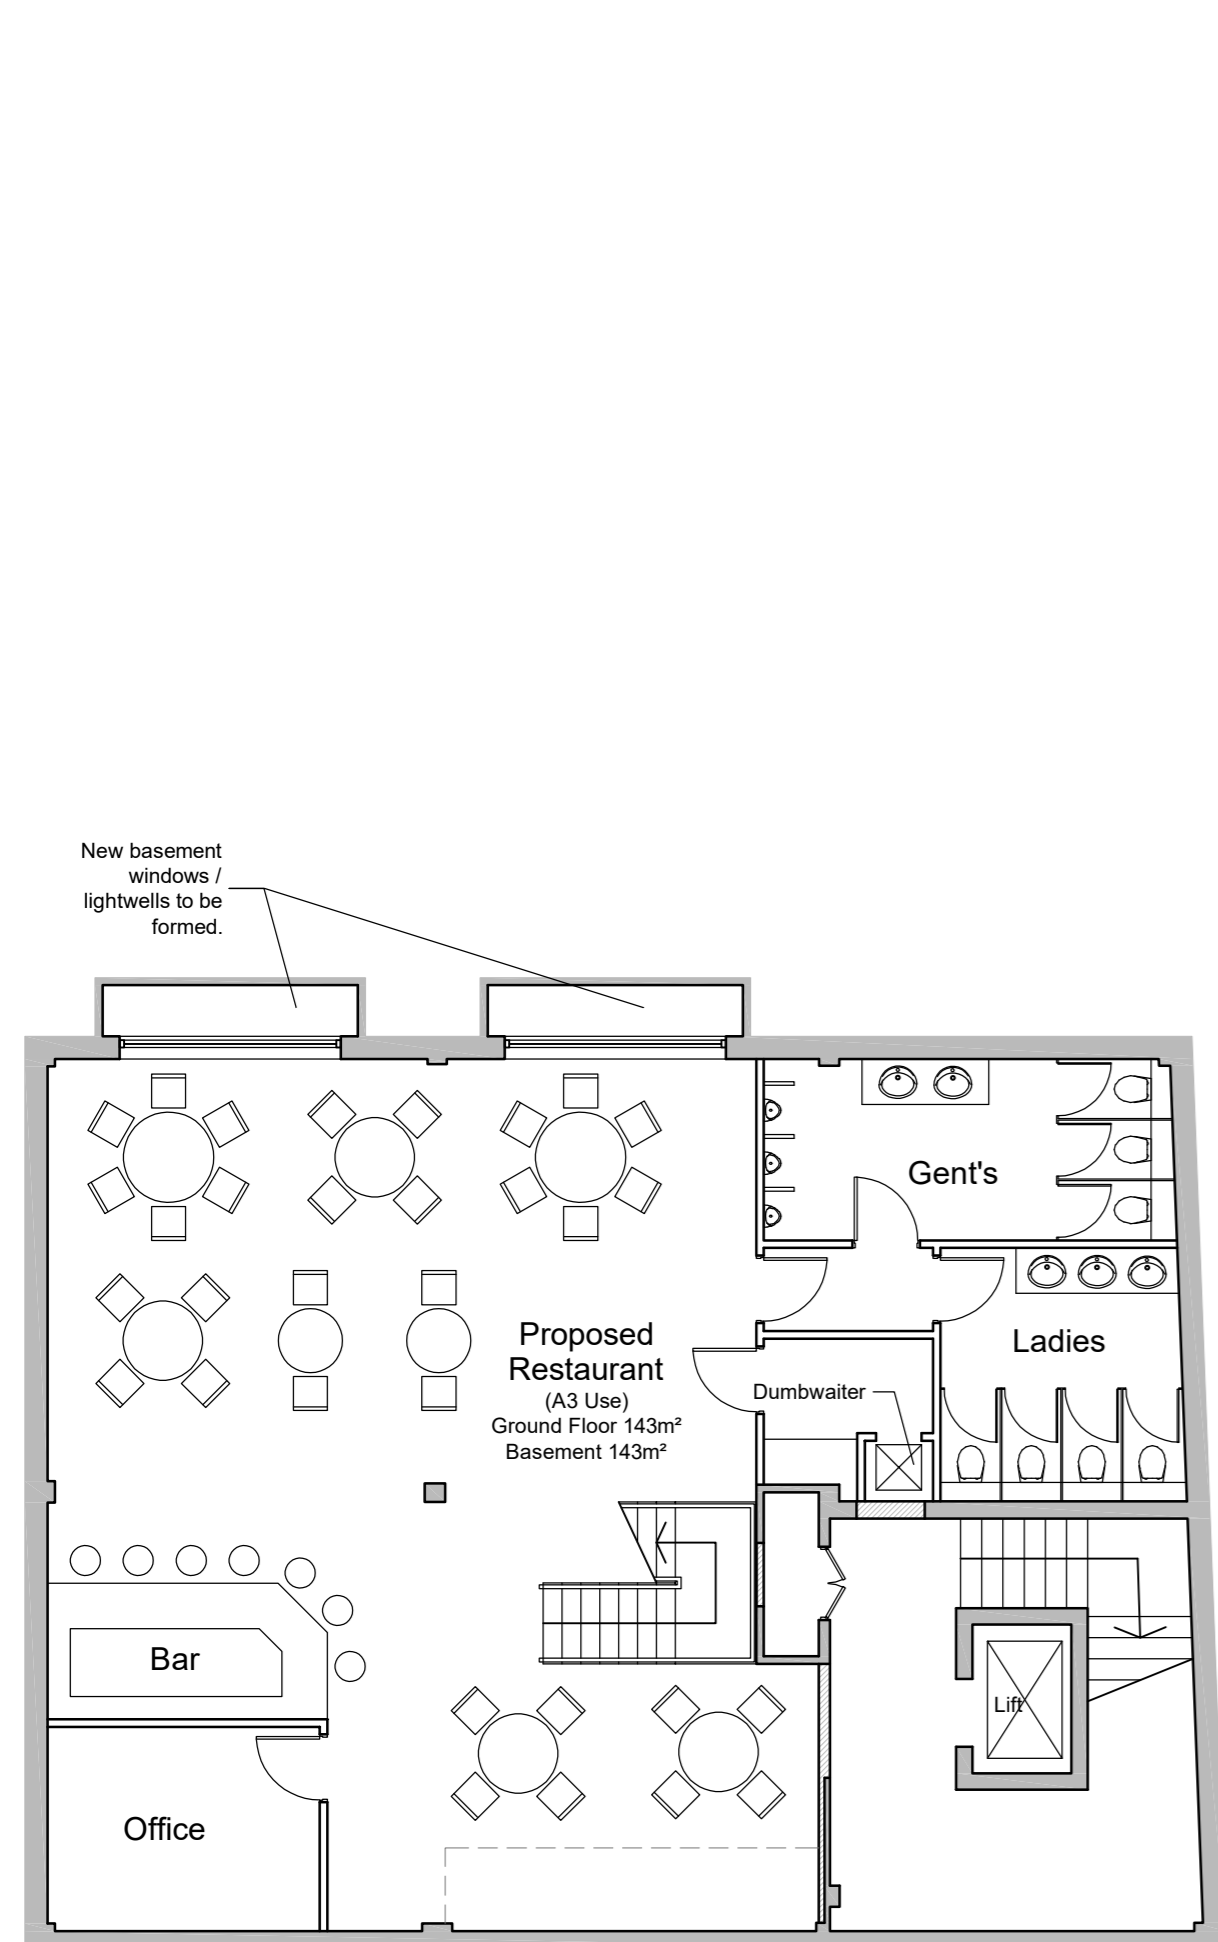 New basement
windows /
lightwells to be
formed.
Gent's
Proposed
Restaurant
(A3 Use)
Ground Floor 143m²
Basement 143m²
Ladies
Dumbwaiter
Bar
Lift
Office